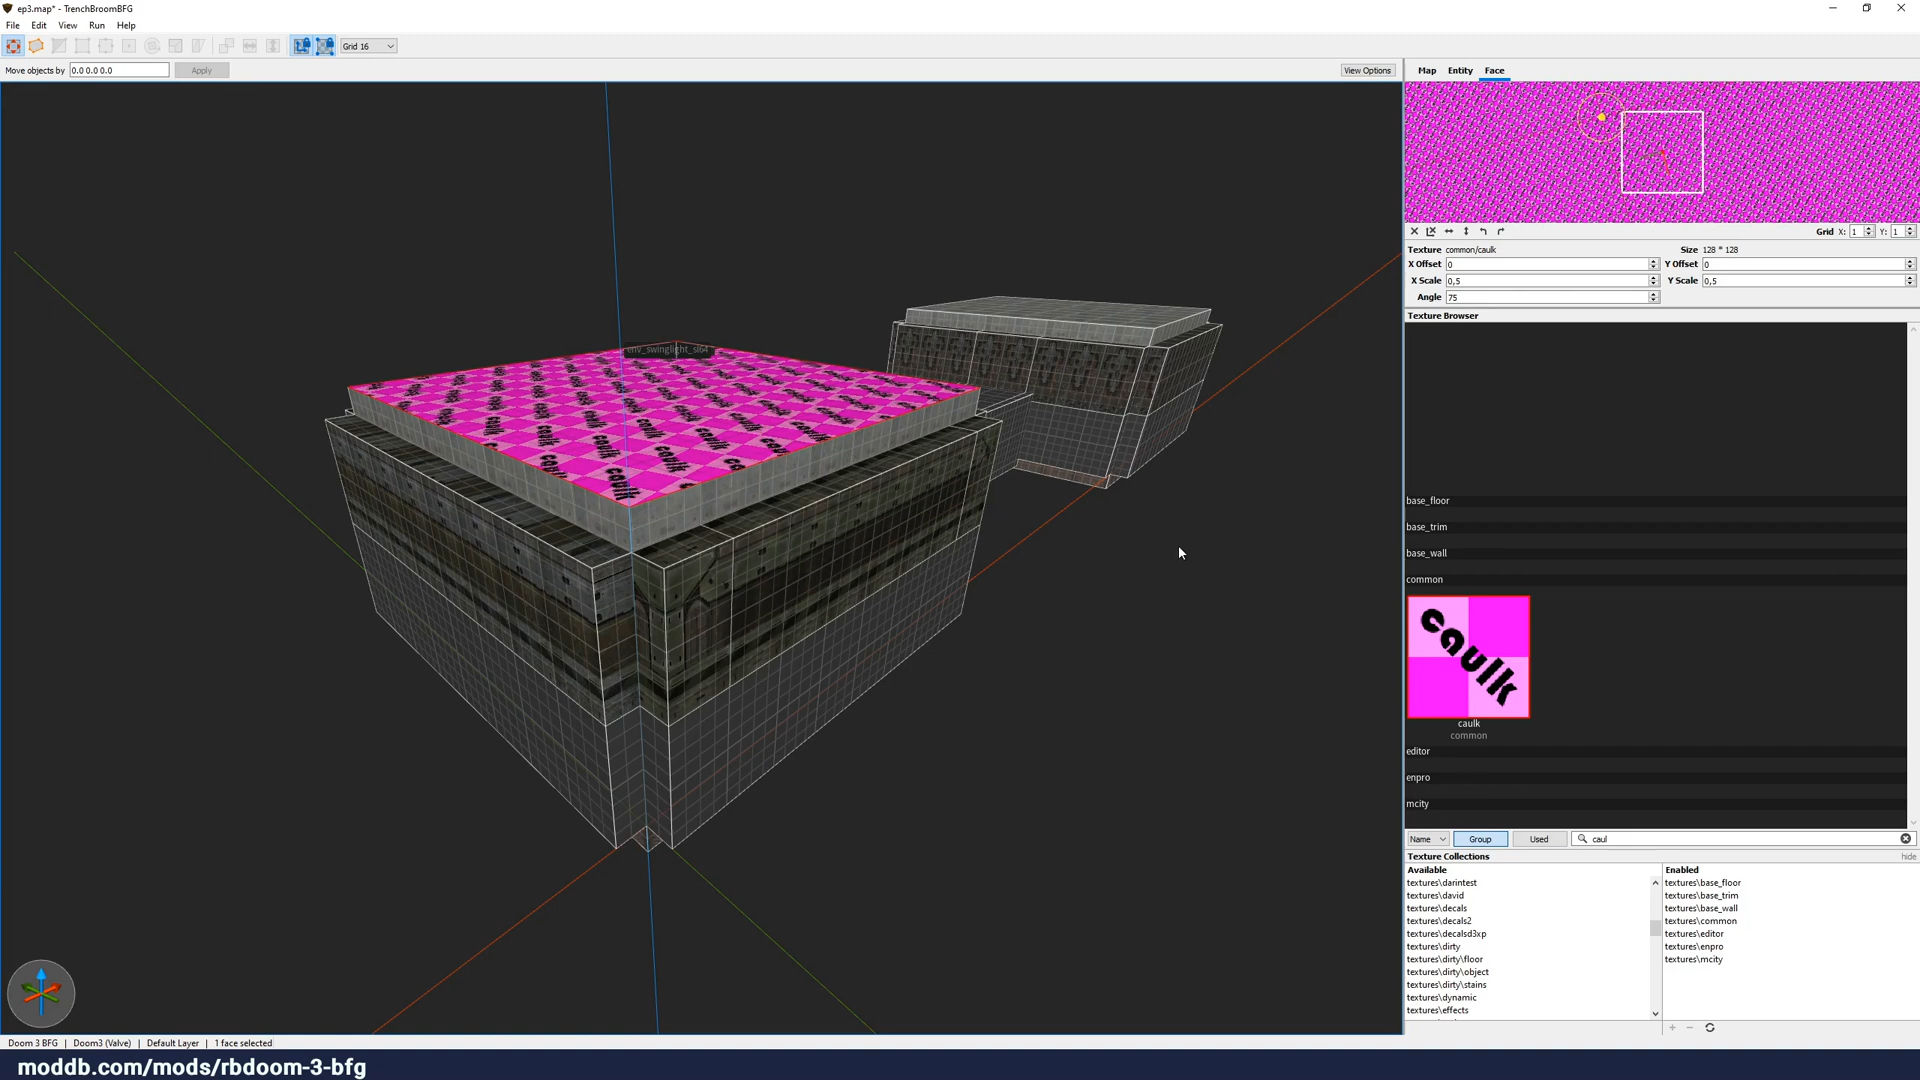 ep3.map* - TrenchBroomBFG
File Edit View Run Help
Grid 16
Move objects by 0.0 0.0 0.0 Apply View Options
Map Entity Face
env_swinglight_sl64
Grid X: 1 Y: 1
Texture common/caulk Size 128 * 128
X Offset 0 Y Offset 0
X Scale 0,5 Y Scale 0,5
Angle 75
Texture Browser
base_floor
base_trim
base_wall
common
caulk
caulk
common
editor
enpro
mcity
Name Group Used caul
Texture Collections hide
Available Enabled
textures\darintest textures\base_floor
textures\david textures\base_trim
textures\decals textures\base_wall
textures\decals2 textures\common
textures\decalsd3xp textures\editor
textures\dirty textures\enpro
textures\dirty\floor textures\mcity
textures\dirty\object
textures\dirty\stains
textures\dynamic
textures\effects
Doom 3 BFG Doom3 (Valve) Default Layer 1 face selected
moddb.com/mods/rbdoom-3-bfg